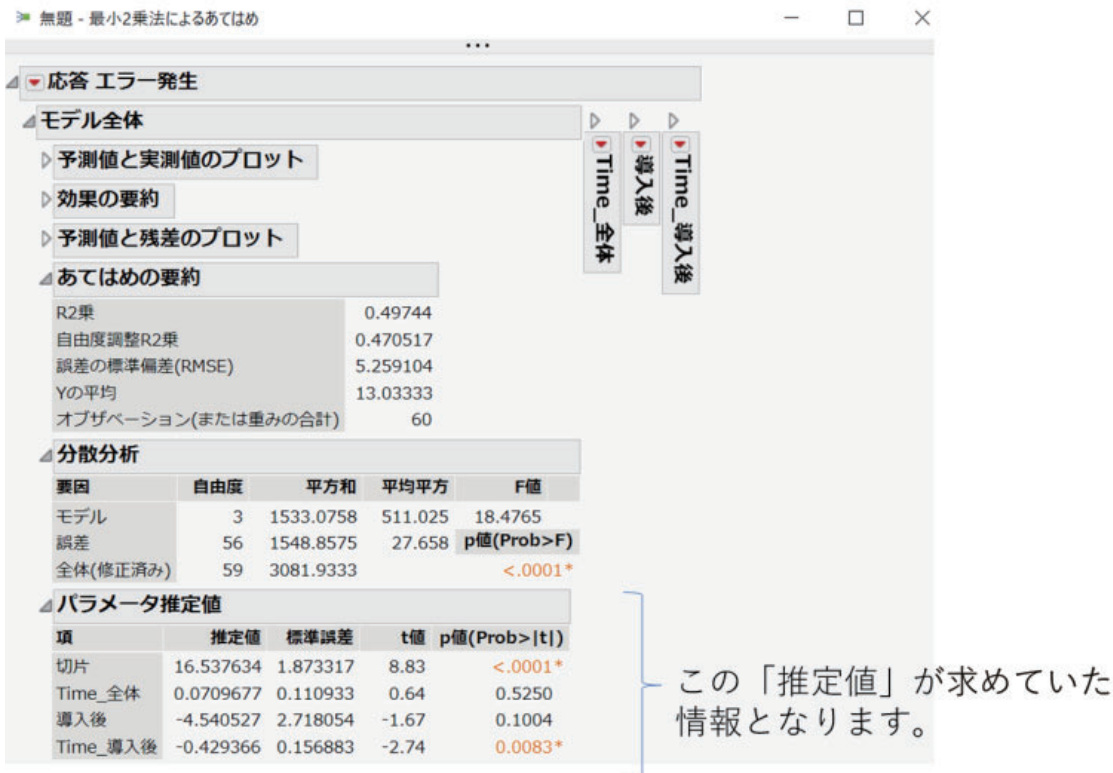 無題 - 最小2乗法によるあてはめ
応答 エラー発生
モデル全体
予測値と実測値のプロット
効果の要約
予測値と残差のプロット
あてはめの要約
R2乗 0.49744
自由度調整R2乗 0.470517
誤差の標準偏差(RMSE) 5.259104
Yの平均 13.03333
オブザベーション(または重みの合計) 60
分散分析
要因 自由度 平方和 平均平方 F値
モデル 3 1533.0758 511.025 18.4765
誤差 56 1548.8575 27.658 p値(Prob>F)
全体(修正済み) 59 3081.9333 <.0001*
パラメータ推定値
項 推定値 標準誤差 t値 p値(Prob>|t|)
切片 16.537634 1.873317 8.83 <.0001*
Time_全体 0.0709677 0.110933 0.64 0.5250
導入後 -4.540527 2.718054 -1.67 0.1004
Time_導入後 -0.429366 0.156883 -2.74 0.0083*
Time_全体
導入後
Time_導入後
この「推定値」が求めていた
情報となります。